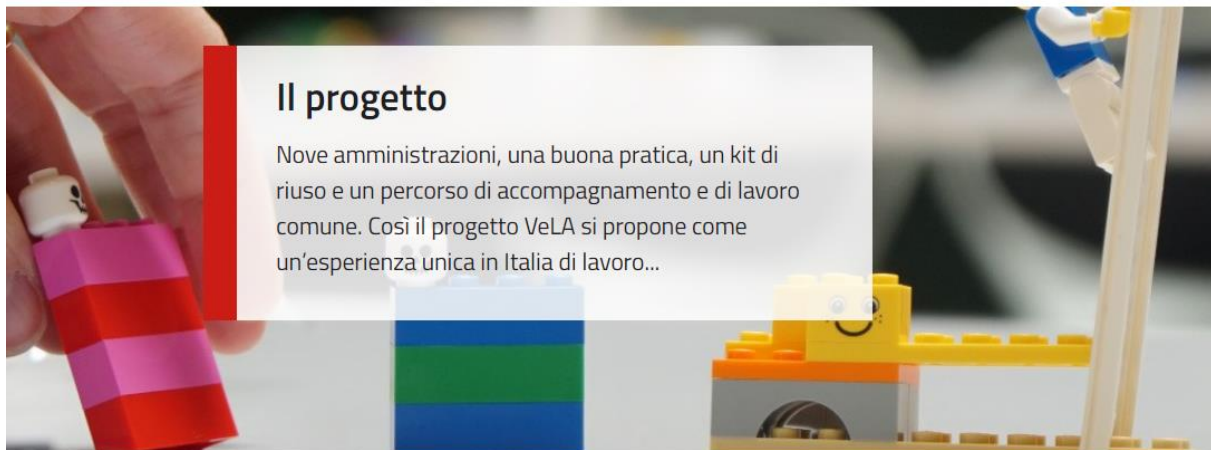 Il progetto
Nove amministrazioni, una buona pratica, un kit di
riuso e un percorso di accompagnamento e di lavoro
comune. Così il progetto VeLA si propone come
un’esperienza unica in Italia di lavoro...